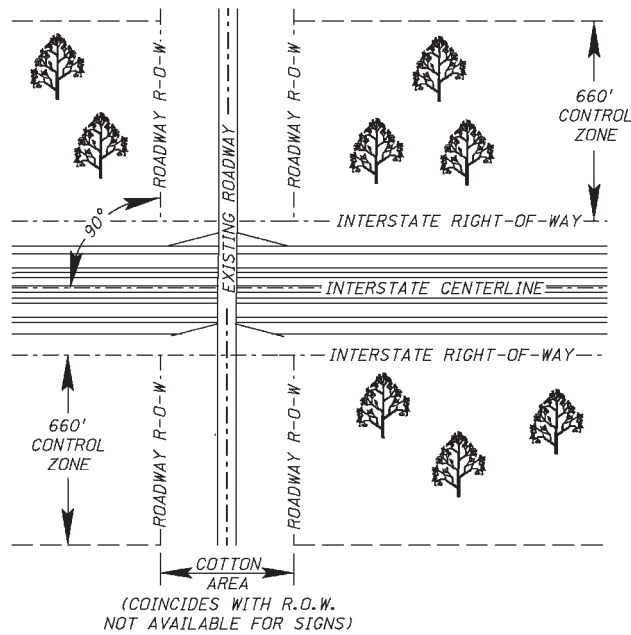 ROADWAY R-O-W
EXISTING ROADWAY
ROADWAY R-O-W
660'
CONTROL
ZONE
90°
INTERSTATE RIGHT-OF-WAY
INTERSTATE CENTERLINE
INTERSTATE RIGHT-OF-WAY
660'
CONTROL
ZONE
ROADWAY R-O-W
ROADWAY R-O-W
COTTON
AREA
(COINCIDES WITH R.O.W.
NOT AVAILABLE FOR SIGNS)